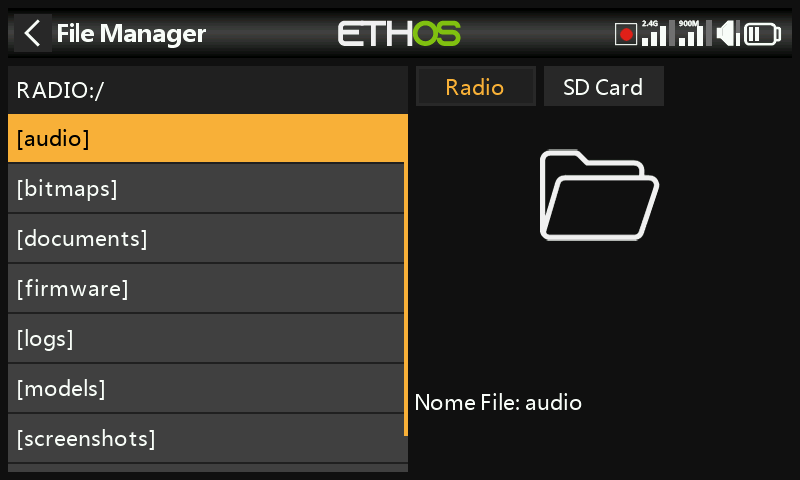 File Manager
ETHOS
2.4G
900M
RADIO:/
Radio
SD Card
[audio]
[bitmaps]
[documents]
[firmware]
[logs]
[models]
[screenshots]
Nome File: audio